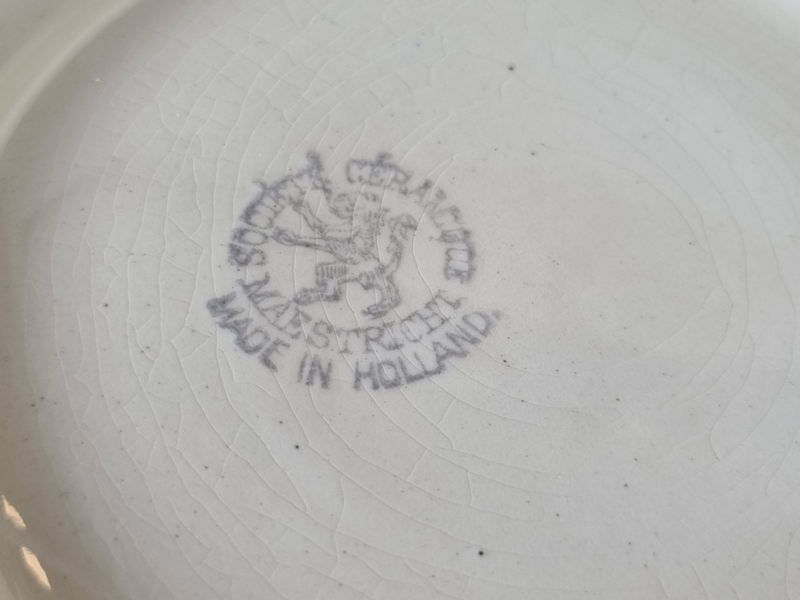 SOCIÉTÉ CÉRAMIQUE
MAESTRICHT
MADE IN HOLLAND.